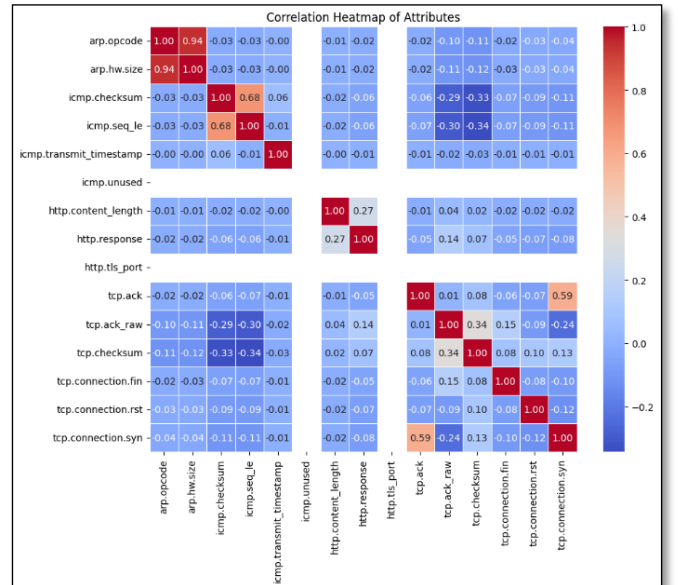 Correlation Heatmap of Attributes
arp.opcode 1.00 0.94 -0.03 -0.03 -0.00 -0.01 -0.02 -0.02 -0.10 -0.11 -0.02 -0.03 -0.04
arp.hw.size 0.94 1.00 -0.03 -0.03 -0.00 -0.01 -0.02 -0.02 -0.11 -0.12 -0.03 -0.03 -0.04
icmp.checksum -0.03 -0.03 1.00 0.68 0.06 -0.02 -0.06 -0.06 -0.29 -0.33 -0.07 -0.09 -0.11
icmp.seq_le -0.03 -0.03 0.68 1.00 -0.01 -0.02 -0.06 -0.07 -0.30 -0.34 -0.07 -0.09 -0.11
icmp.transmit_timestamp -0.00 -0.00 0.06 -0.01 1.00 -0.00 -0.01 -0.01 -0.02 -0.03 -0.01 -0.01 -0.01
icmp.unused
http.content_length -0.01 -0.01 -0.02 -0.02 -0.00 1.00 0.27 -0.01 0.04 0.02 -0.02 -0.02 -0.02
http.response -0.02 -0.02 -0.06 -0.06 -0.01 0.27 1.00 -0.05 0.14 0.07 -0.05 -0.07 -0.08
http.tls_port
tcp.ack -0.02 -0.02 -0.06 -0.07 -0.01 -0.01 -0.05 1.00 0.01 0.08 -0.06 -0.07 0.59
tcp.ack_raw -0.10 -0.11 -0.29 -0.30 -0.02 0.04 0.14 0.01 1.00 0.34 0.15 -0.09 -0.24
tcp.checksum -0.11 -0.12 -0.33 -0.34 -0.03 0.02 0.07 0.08 0.34 1.00 0.08 0.10 0.13
tcp.connection.fin -0.02 -0.03 -0.07 -0.07 -0.01 -0.02 -0.05 -0.06 0.15 0.08 1.00 -0.08 -0.10
tcp.connection.rst -0.03 -0.03 -0.09 -0.09 -0.01 -0.02 -0.07 -0.07 -0.09 0.10 -0.08 1.00 -0.12
tcp.connection.syn -0.04 -0.04 -0.11 -0.11 -0.01 -0.02 -0.08 0.59 -0.24 0.13 -0.10 -0.12 1.00
arp.opcode
arp.hw.size
icmp.checksum
icmp.seq_le
icmp.transmit_timestamp
icmp.unused
http.content_length
http.response
http.tls_port
tcp.ack
tcp.ack_raw
tcp.checksum
tcp.connection.fin
tcp.connection.rst
tcp.connection.syn
1.0
0.8
0.6
0.4
0.2
0.0
−0.2